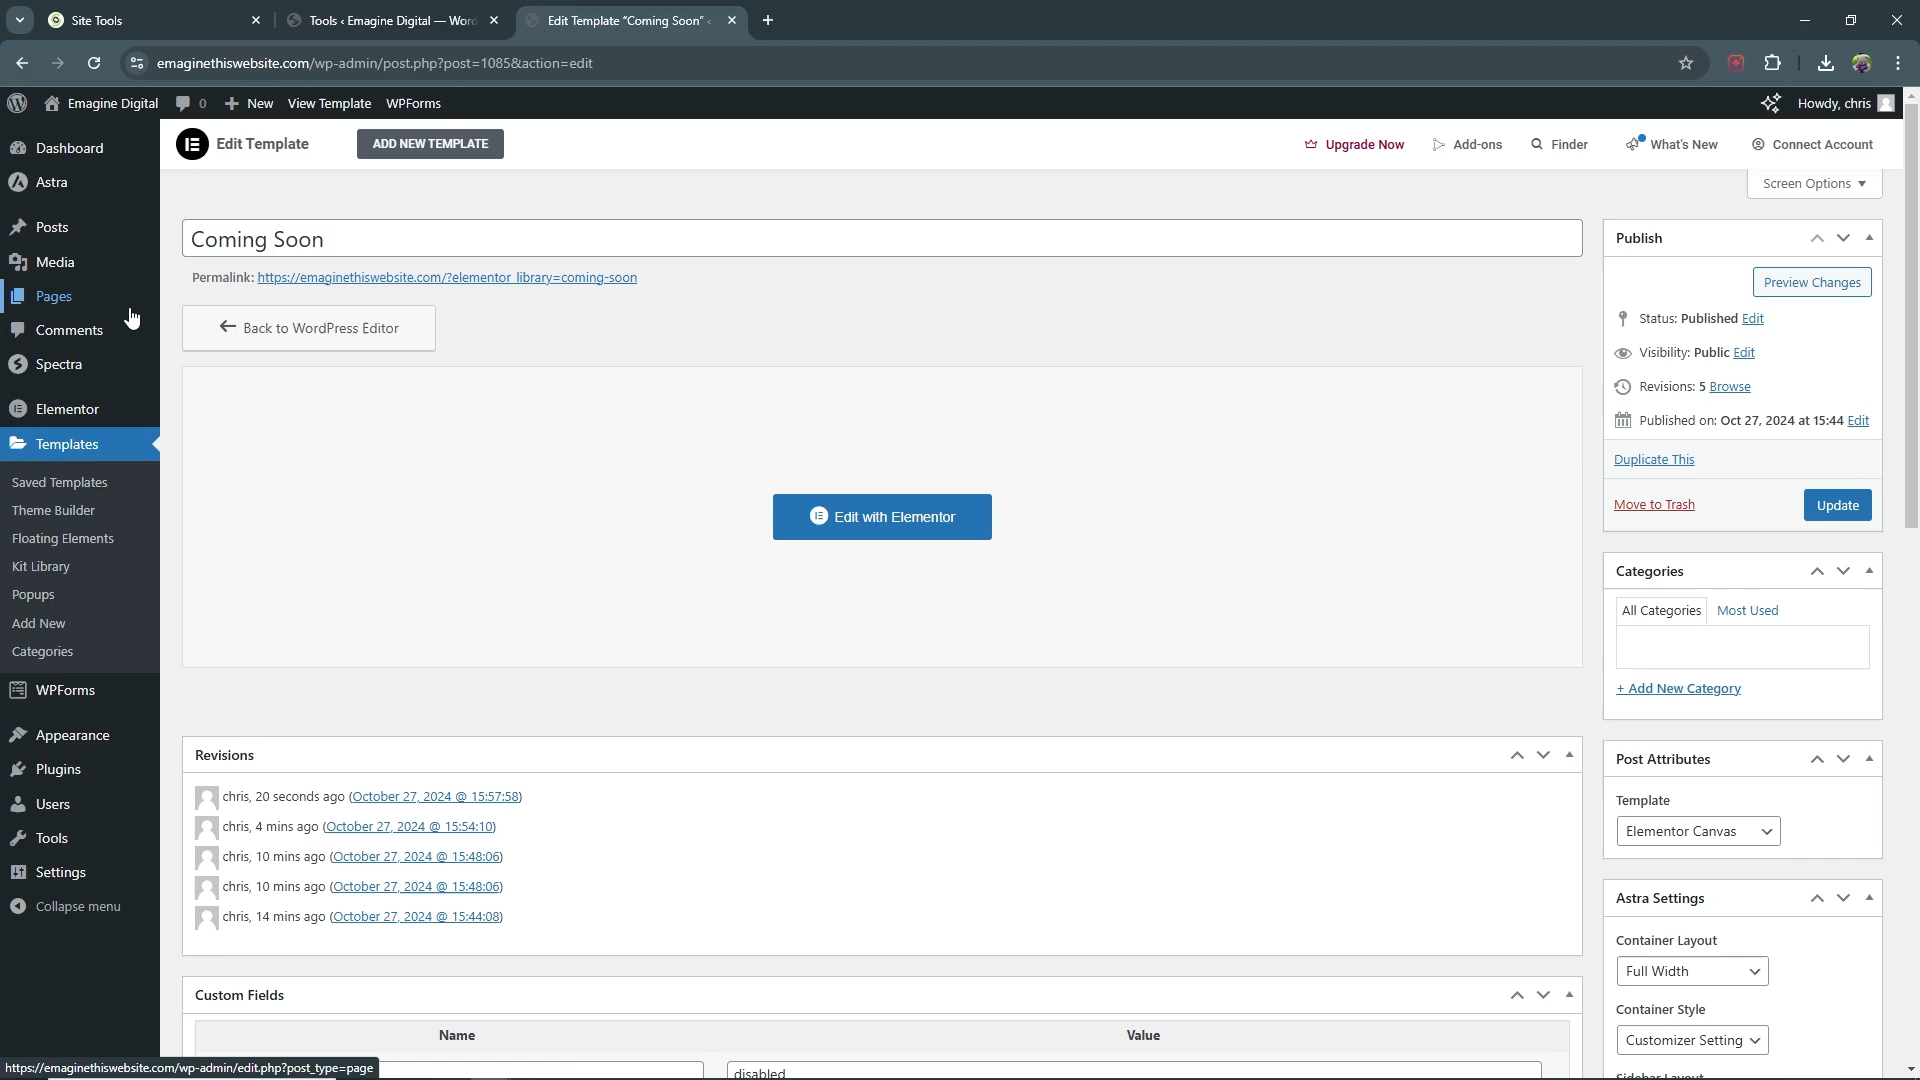 Site Tools
Tools ‹ Emagine Digital — Word
Edit Template “Coming Soon” ‹
emaginethiswebsite.com/wp-admin/post.php?post=1085&action=edit
Emagine Digital
0
New
View Template
WPForms
Howdy, chris
Edit Template
ADD NEW TEMPLATE
Upgrade Now
Add-ons
Finder
What's New
Connect Account
Screen Options
Dashboard
Astra
Posts
Media
Pages
Comments
Spectra
Elementor
Templates
Saved Templates
Theme Builder
Floating Elements
Kit Library
Popups
Add New
Categories
WPForms
Appearance
Plugins
Users
Tools
Settings
Collapse menu
Coming Soon
Permalink: https://emaginethiswebsite.com/?elementor_library=coming-soon
Back to WordPress Editor
Edit with Elementor
Revisions
chris, 20 seconds ago (October 27, 2024 @ 15:57:58)
chris, 4 mins ago (October 27, 2024 @ 15:54:10)
chris, 10 mins ago (October 27, 2024 @ 15:48:06)
chris, 10 mins ago (October 27, 2024 @ 15:48:06)
chris, 14 mins ago (October 27, 2024 @ 15:44:08)
Custom Fields
Name
Value
disabled
Publish
Preview Changes
Status: Published Edit
Visibility: Public Edit
Revisions: 5 Browse
Published on: Oct 27, 2024 at 15:44 Edit
Duplicate This
Move to Trash
Update
Categories
All Categories
Most Used
+ Add New Category
Post Attributes
Template
Elementor Canvas
Astra Settings
Container Layout
Full Width
Container Style
Customizer Setting
Sidebar Layout
https://emaginethiswebsite.com/wp-admin/edit.php?post_type=page